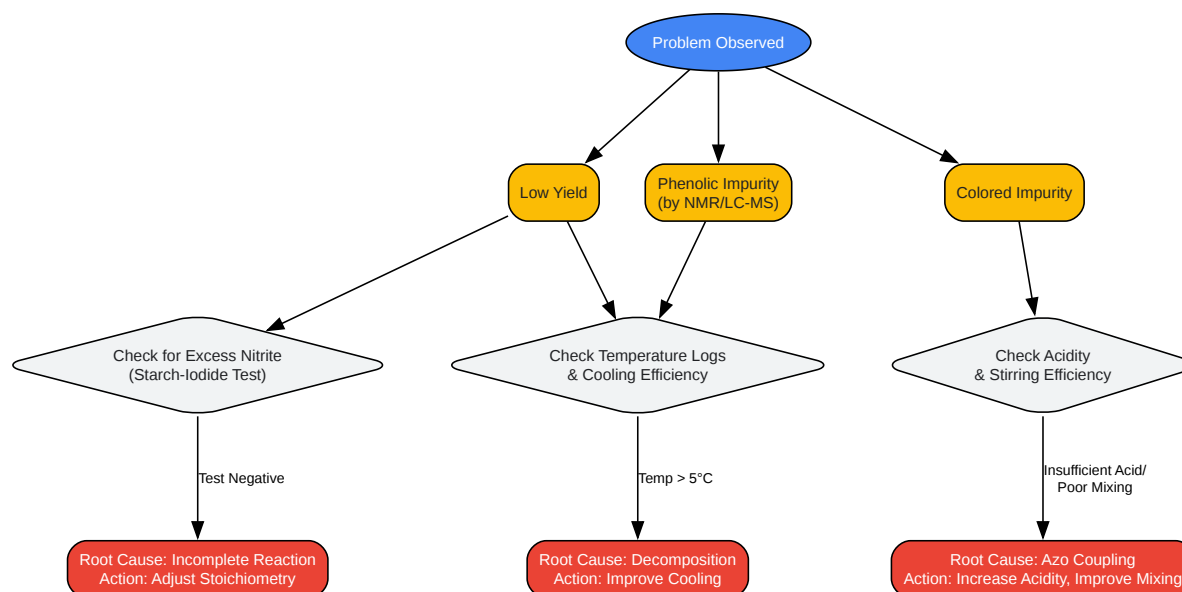 Problem Observed
Low Yield
Phenolic Impurity
(by NMR/LC-MS)
Colored Impurity
Check for Excess Nitrite
(Starch-Iodide Test)
Check Temperature Logs
& Cooling Efficiency
Check Acidity
& Stirring Efficiency
Test Negative
Temp > 5°C
Insufficient Acid/
Poor Mixing
Root Cause: Incomplete Reaction
Action: Adjust Stoichiometry
Root Cause: Decomposition
Action: Improve Cooling
Root Cause: Azo Coupling
Action: Increase Acidity, Improve Mixing